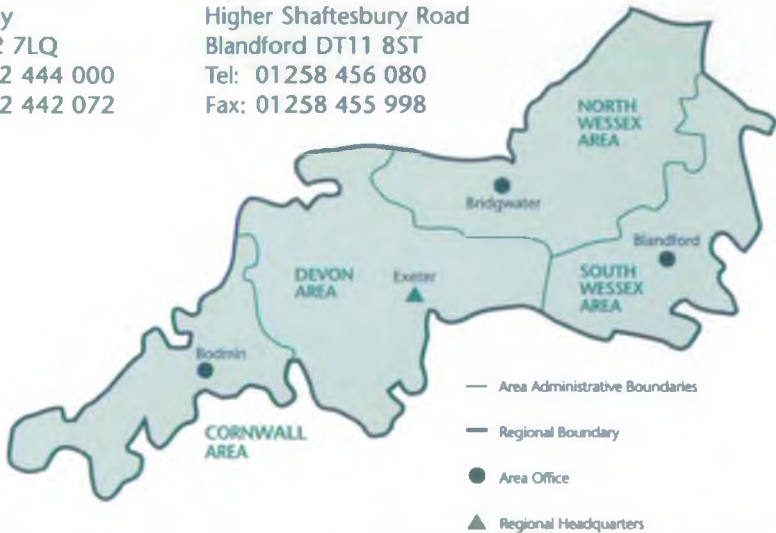 y
2 7LQ
2 444 000
2 442 072
Higher Shaftesbury Road
Blandford DT11 8ST
Tel: 01258 456 080
Fax: 01258 455 998
NORTH
WESSEX
AREA
Bridgwater
Blandford
DEVON
AREA
Exeter
SOUTH
WESSEX
AREA
Bodmin
CORNWALL
AREA
Area Administrative Boundaries
Regional Boundary
Area Office
Regional Headquarters